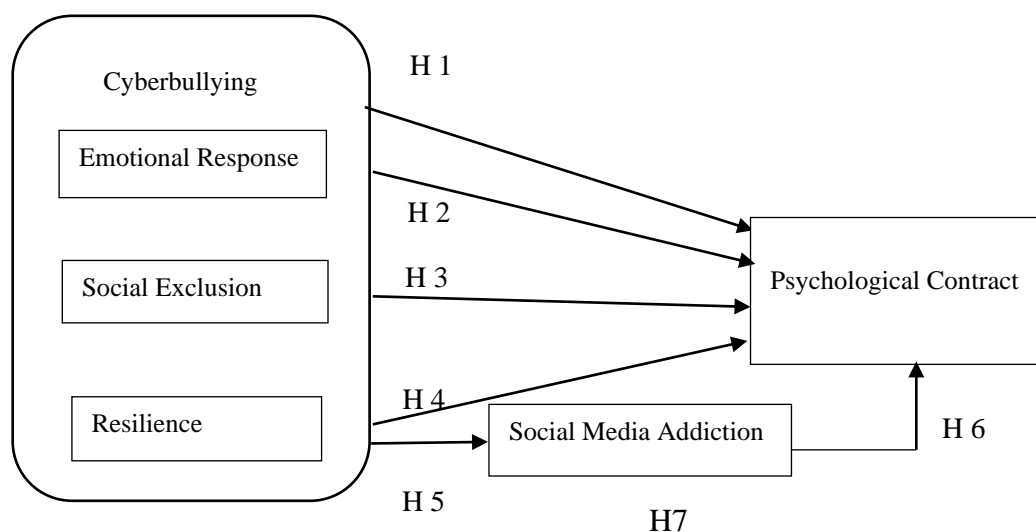 H 1
Cyberbullying
Emotional Response
H 2
Social Exclusion
H 3
Psychological Contract
Resilience
H 4
Social Media Addiction
H 6
H 5
H7